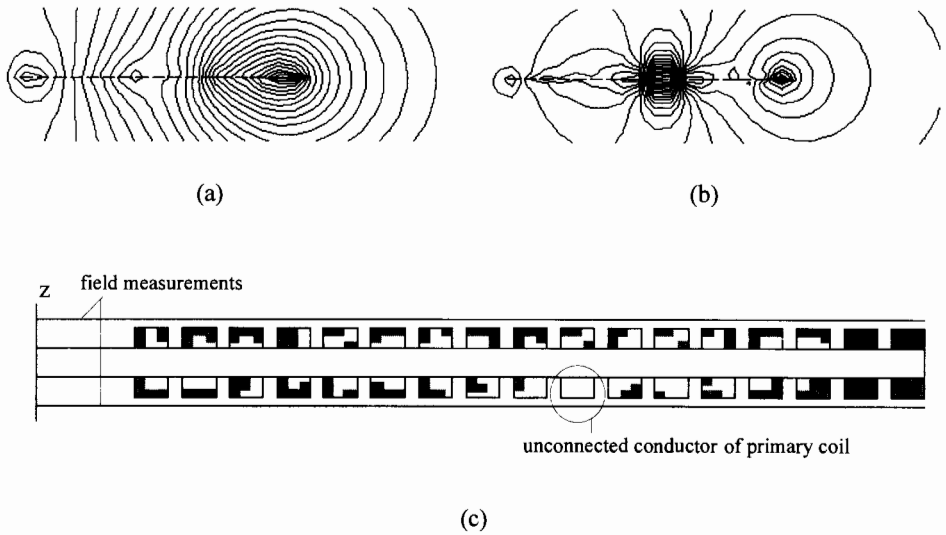 (a)
(b)
field measurements
z
unconnected conductor of primary coil
(c)